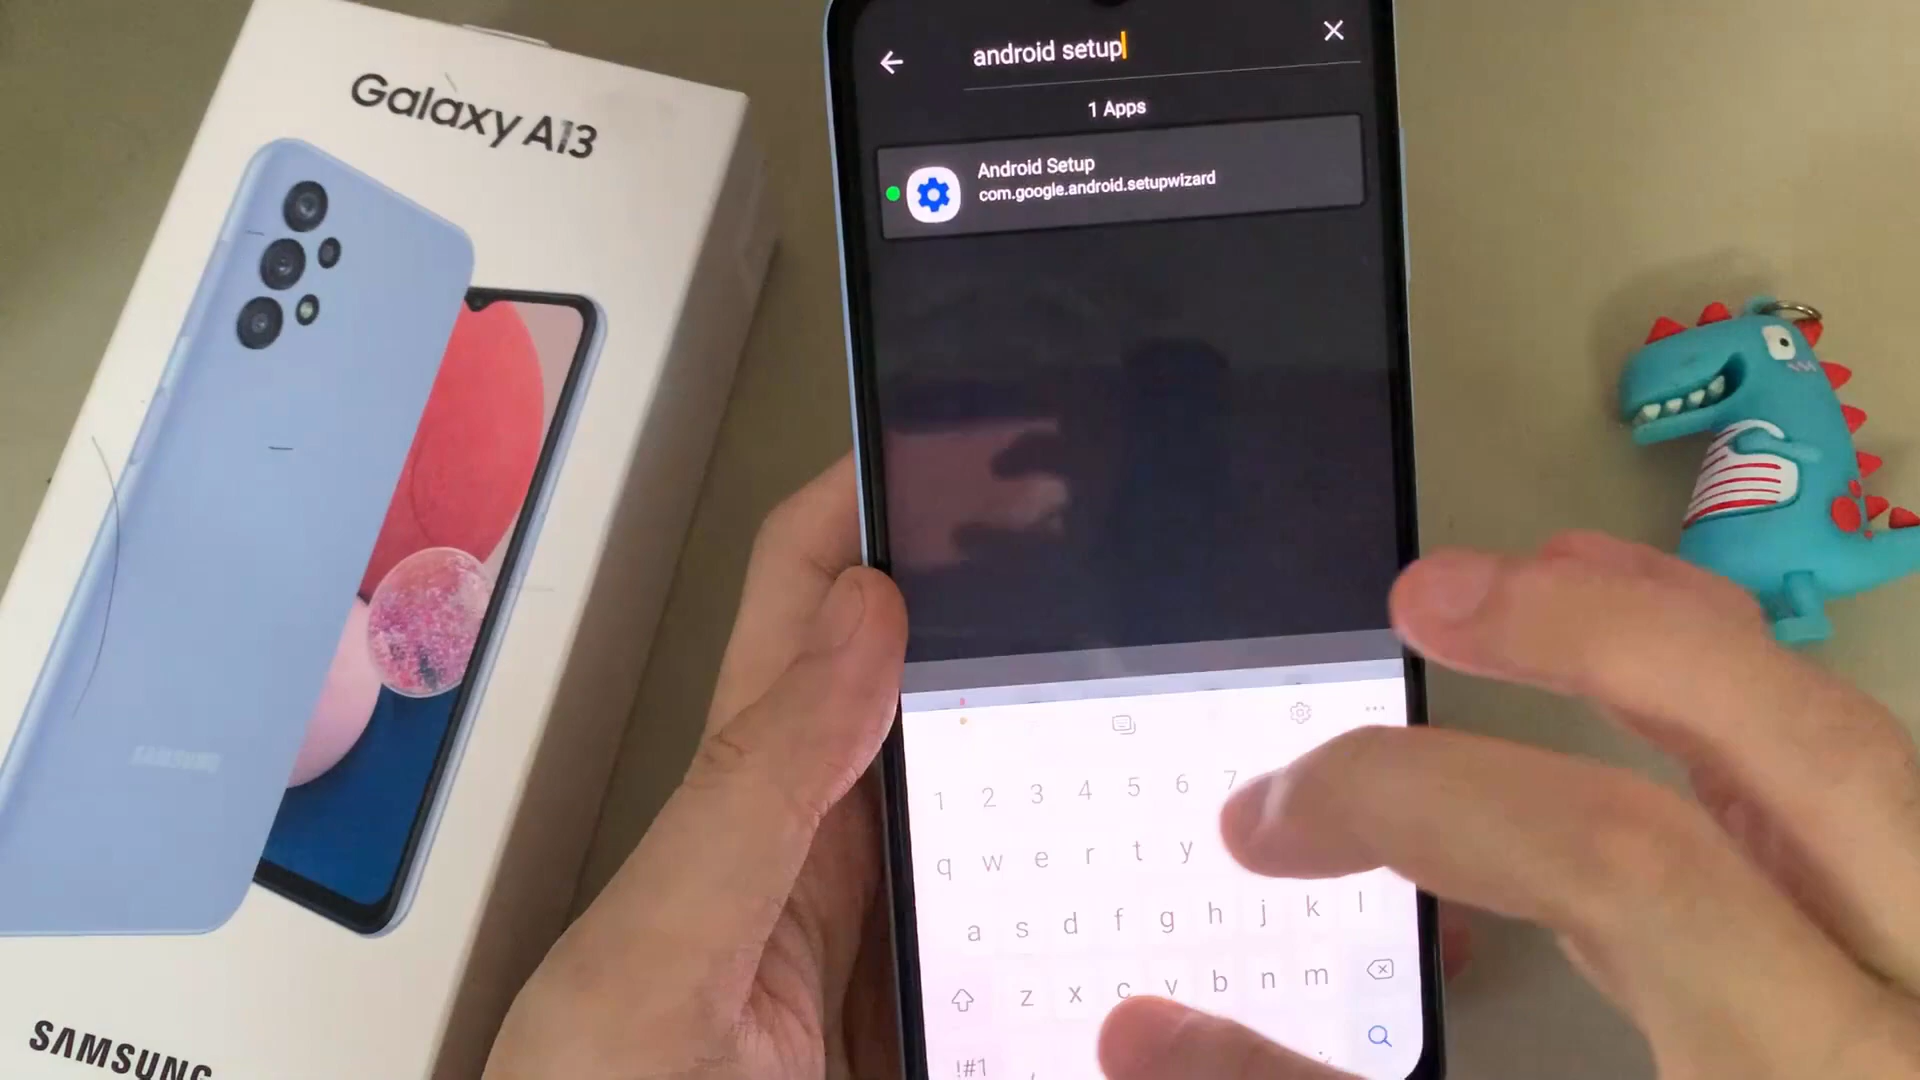 Galaxy A13
SAMSUNG
SAMSUNG
android setup
1 Apps
Android Setup
com.google.android.setupwizard
1 2 3 4 5 6 7
q w e r t y
a s d f g h j k l
z x c v b n m
!#1 ,